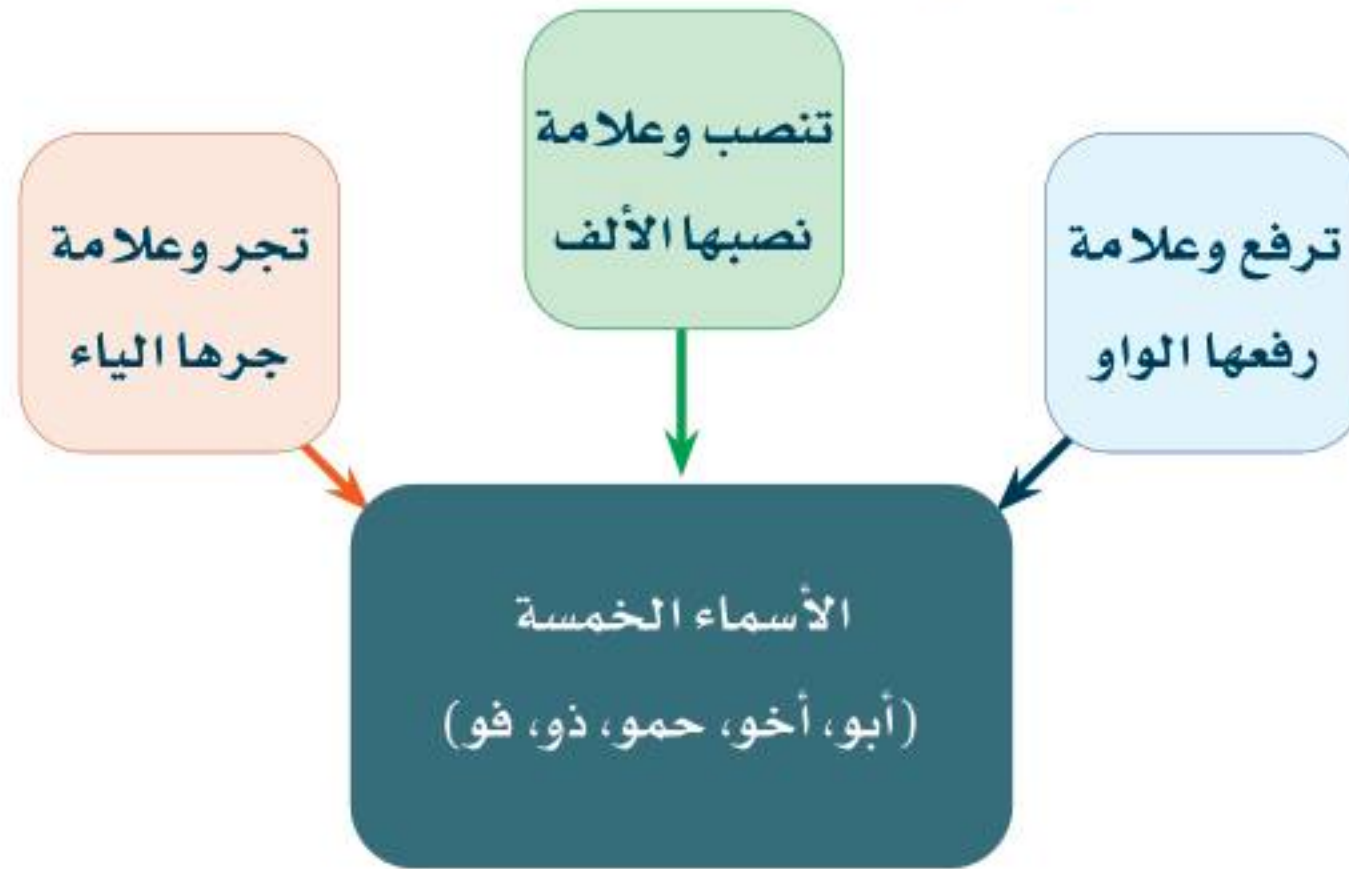 تنصب وعلامة
نصبها الألف
ترفع وعلامة
رفعها الواو
تجر وعلامة
جرها الياء
الأسماء الخمسة
(أبو، أخو، حمو، ذو، فو)